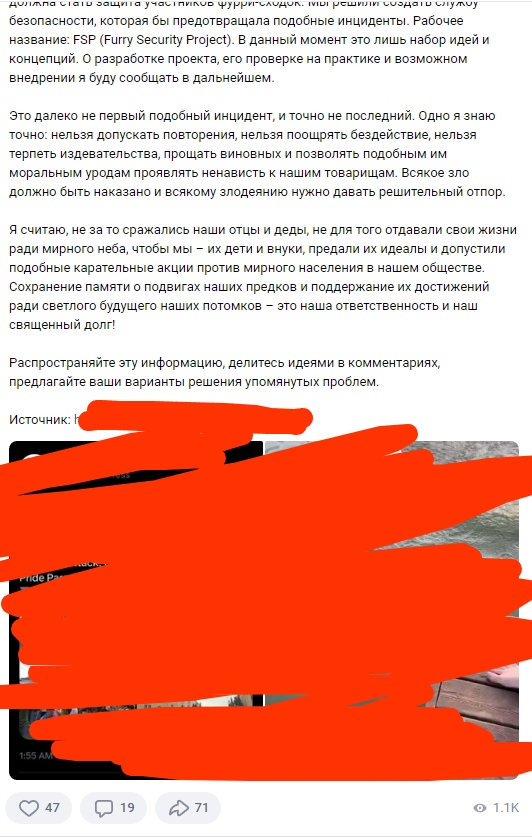 должна стать защита участников фурри-сходок. Мы решили создать службу
безопасности, которая бы предотвращала подобные инциденты. Рабочее
название: FSP (Furry Security Project). В данный момент это лишь набор идей и
концепций. О разработке проекта, его проверке на практике и возможном
внедрении я буду сообщать в дальнейшем.
Это далеко не первый подобный инцидент, и точно не последний. Одно я знаю
точно: нельзя допускать повторения, нельзя поощрять бездействие, нельзя
терпеть издевательства, прощать виновных и позволять подобным им
моральным уродам проявлять ненависть к нашим товарищам. Всякое зло
должно быть наказано и всякому злодеянию нужно давать решительный отпор.
Я считаю, не за то сражались наши отцы и деды, не для того отдавали свои жизни
ради мирного неба, чтобы мы – их дети и внуки, предали их идеалы и допустили
подобные карательные акции против мирного населения в нашем обществе.
Сохранение памяти о подвигах наших предков и поддержание их достижений
ради светлого будущего наших потомков – это наша ответственность и наш
священный долг!
Распространяйте эту информацию, делитесь идеями в комментариях,
предлагайте ваши варианты решения упомянутых проблем.
Источник:
Pride
1:55 AM
47 19 71 1.1K